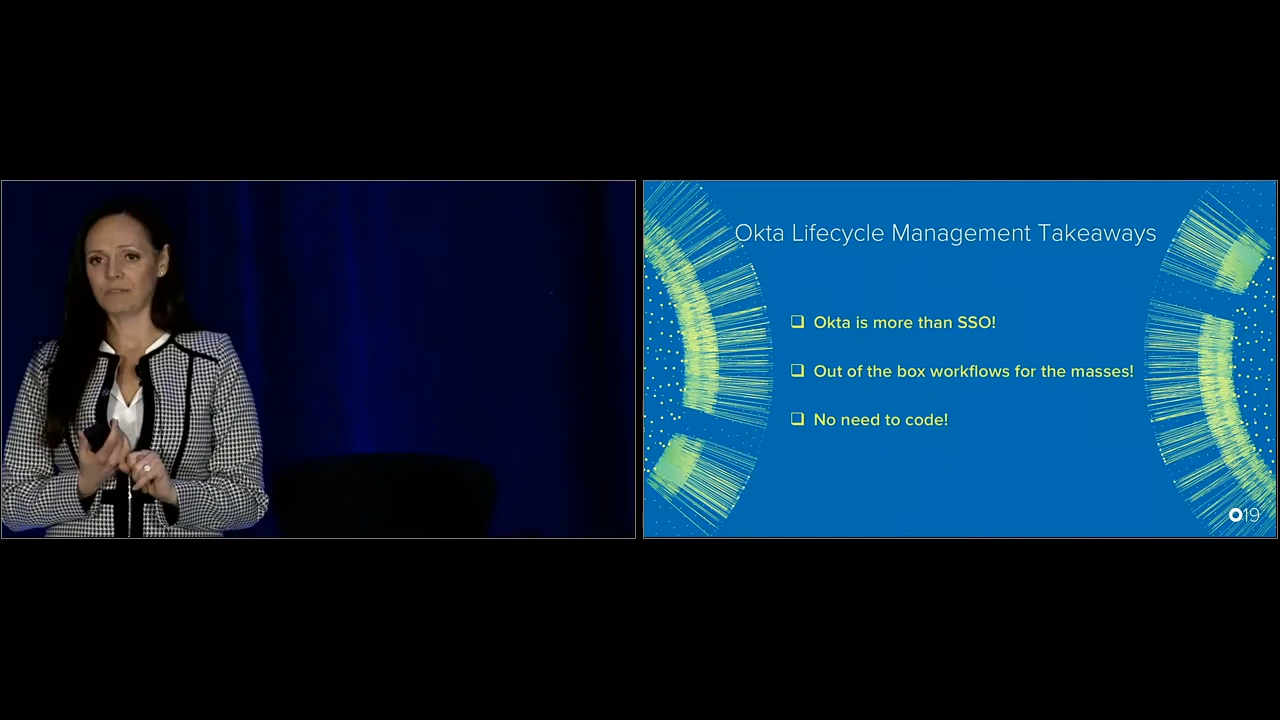 Okta Lifecycle Management Takeaways
❑ Okta is more than SSO!
❑ Out of the box workflows for the masses!
❑ No need to code!
O19